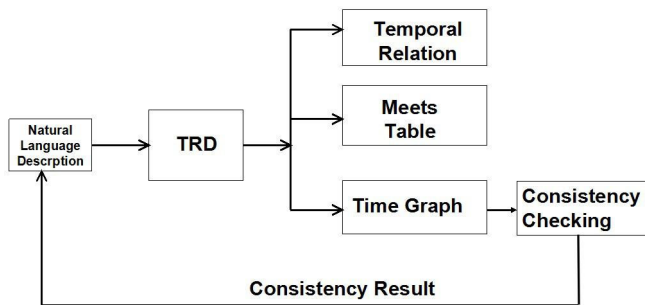 Natural
Language
Descrption
TRD
Temporal
Relation
Meets
Table
Time Graph
Consistency
Checking
Consistency Result